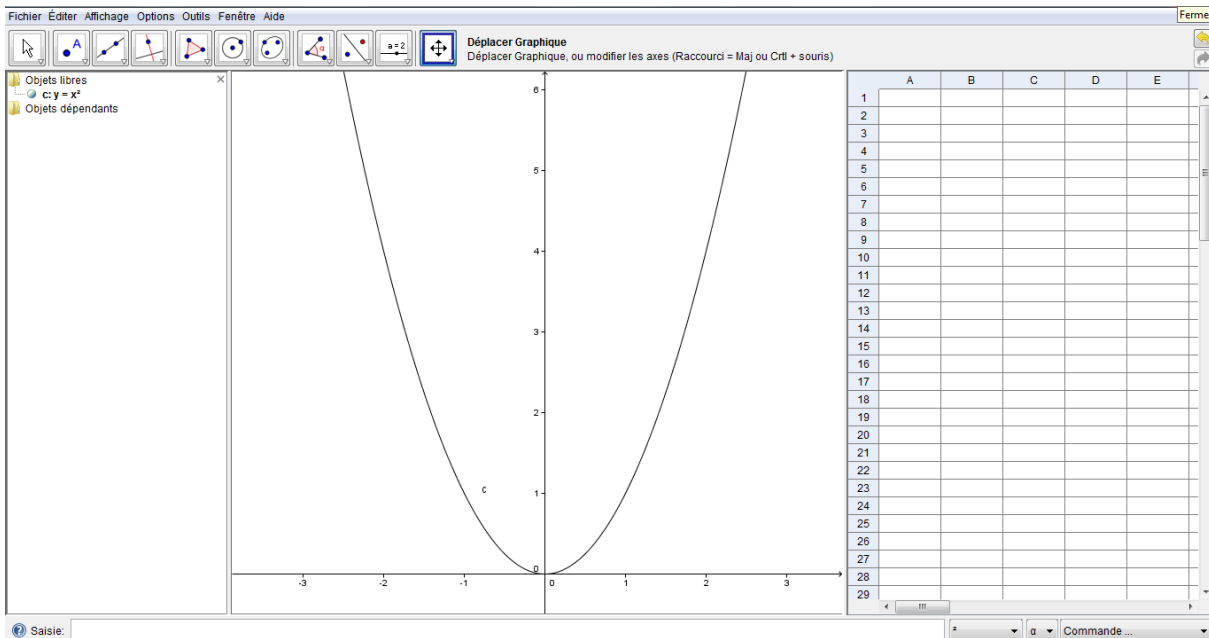 Fichier Éditer Affichage Options Outils Fenêtre Aide
Ferme
A
α
a=2
Déplacer Graphique
Déplacer Graphique, ou modifier les axes (Raccourci = Maj ou Crtl + souris)
Objets libres
c: y = x²
Objets dépendants
6
5
4
3
2
1
0
c
-3 -2 -1 0 1 2 3
A B C D E
1
2
3
4
5
6
7
8
9
10
11
12
13
14
15
16
17
18
19
20
21
22
23
24
25
26
27
28
29
Saisie:
² α Commande ...